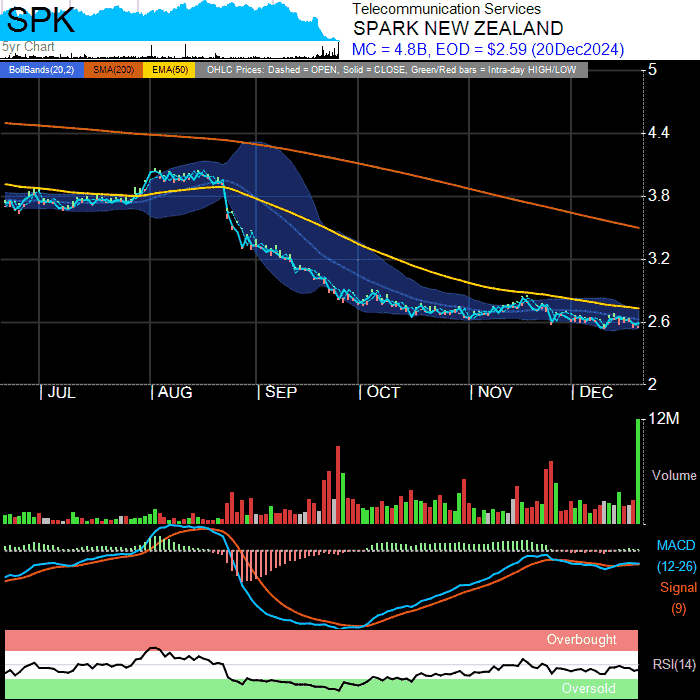 SPK
5yr Chart
Telecommunication Services
SPARK NEW ZEALAND
MC = 4.8B, EOD = $2.59 (20Dec2024)
BollBands(20,2) SMA(200) EMA(50) OHLC Prices: Dashed = OPEN, Solid = CLOSE, Green/Red bars = Intra-day HIGH/LOW
5
4.4
3.8
3.2
2.6
2
| JUL | AUG | SEP | OCT | NOV | DEC
12M
Volume
MACD
(12-26)
Signal
(9)
Overbought
RSI(14)
Oversold